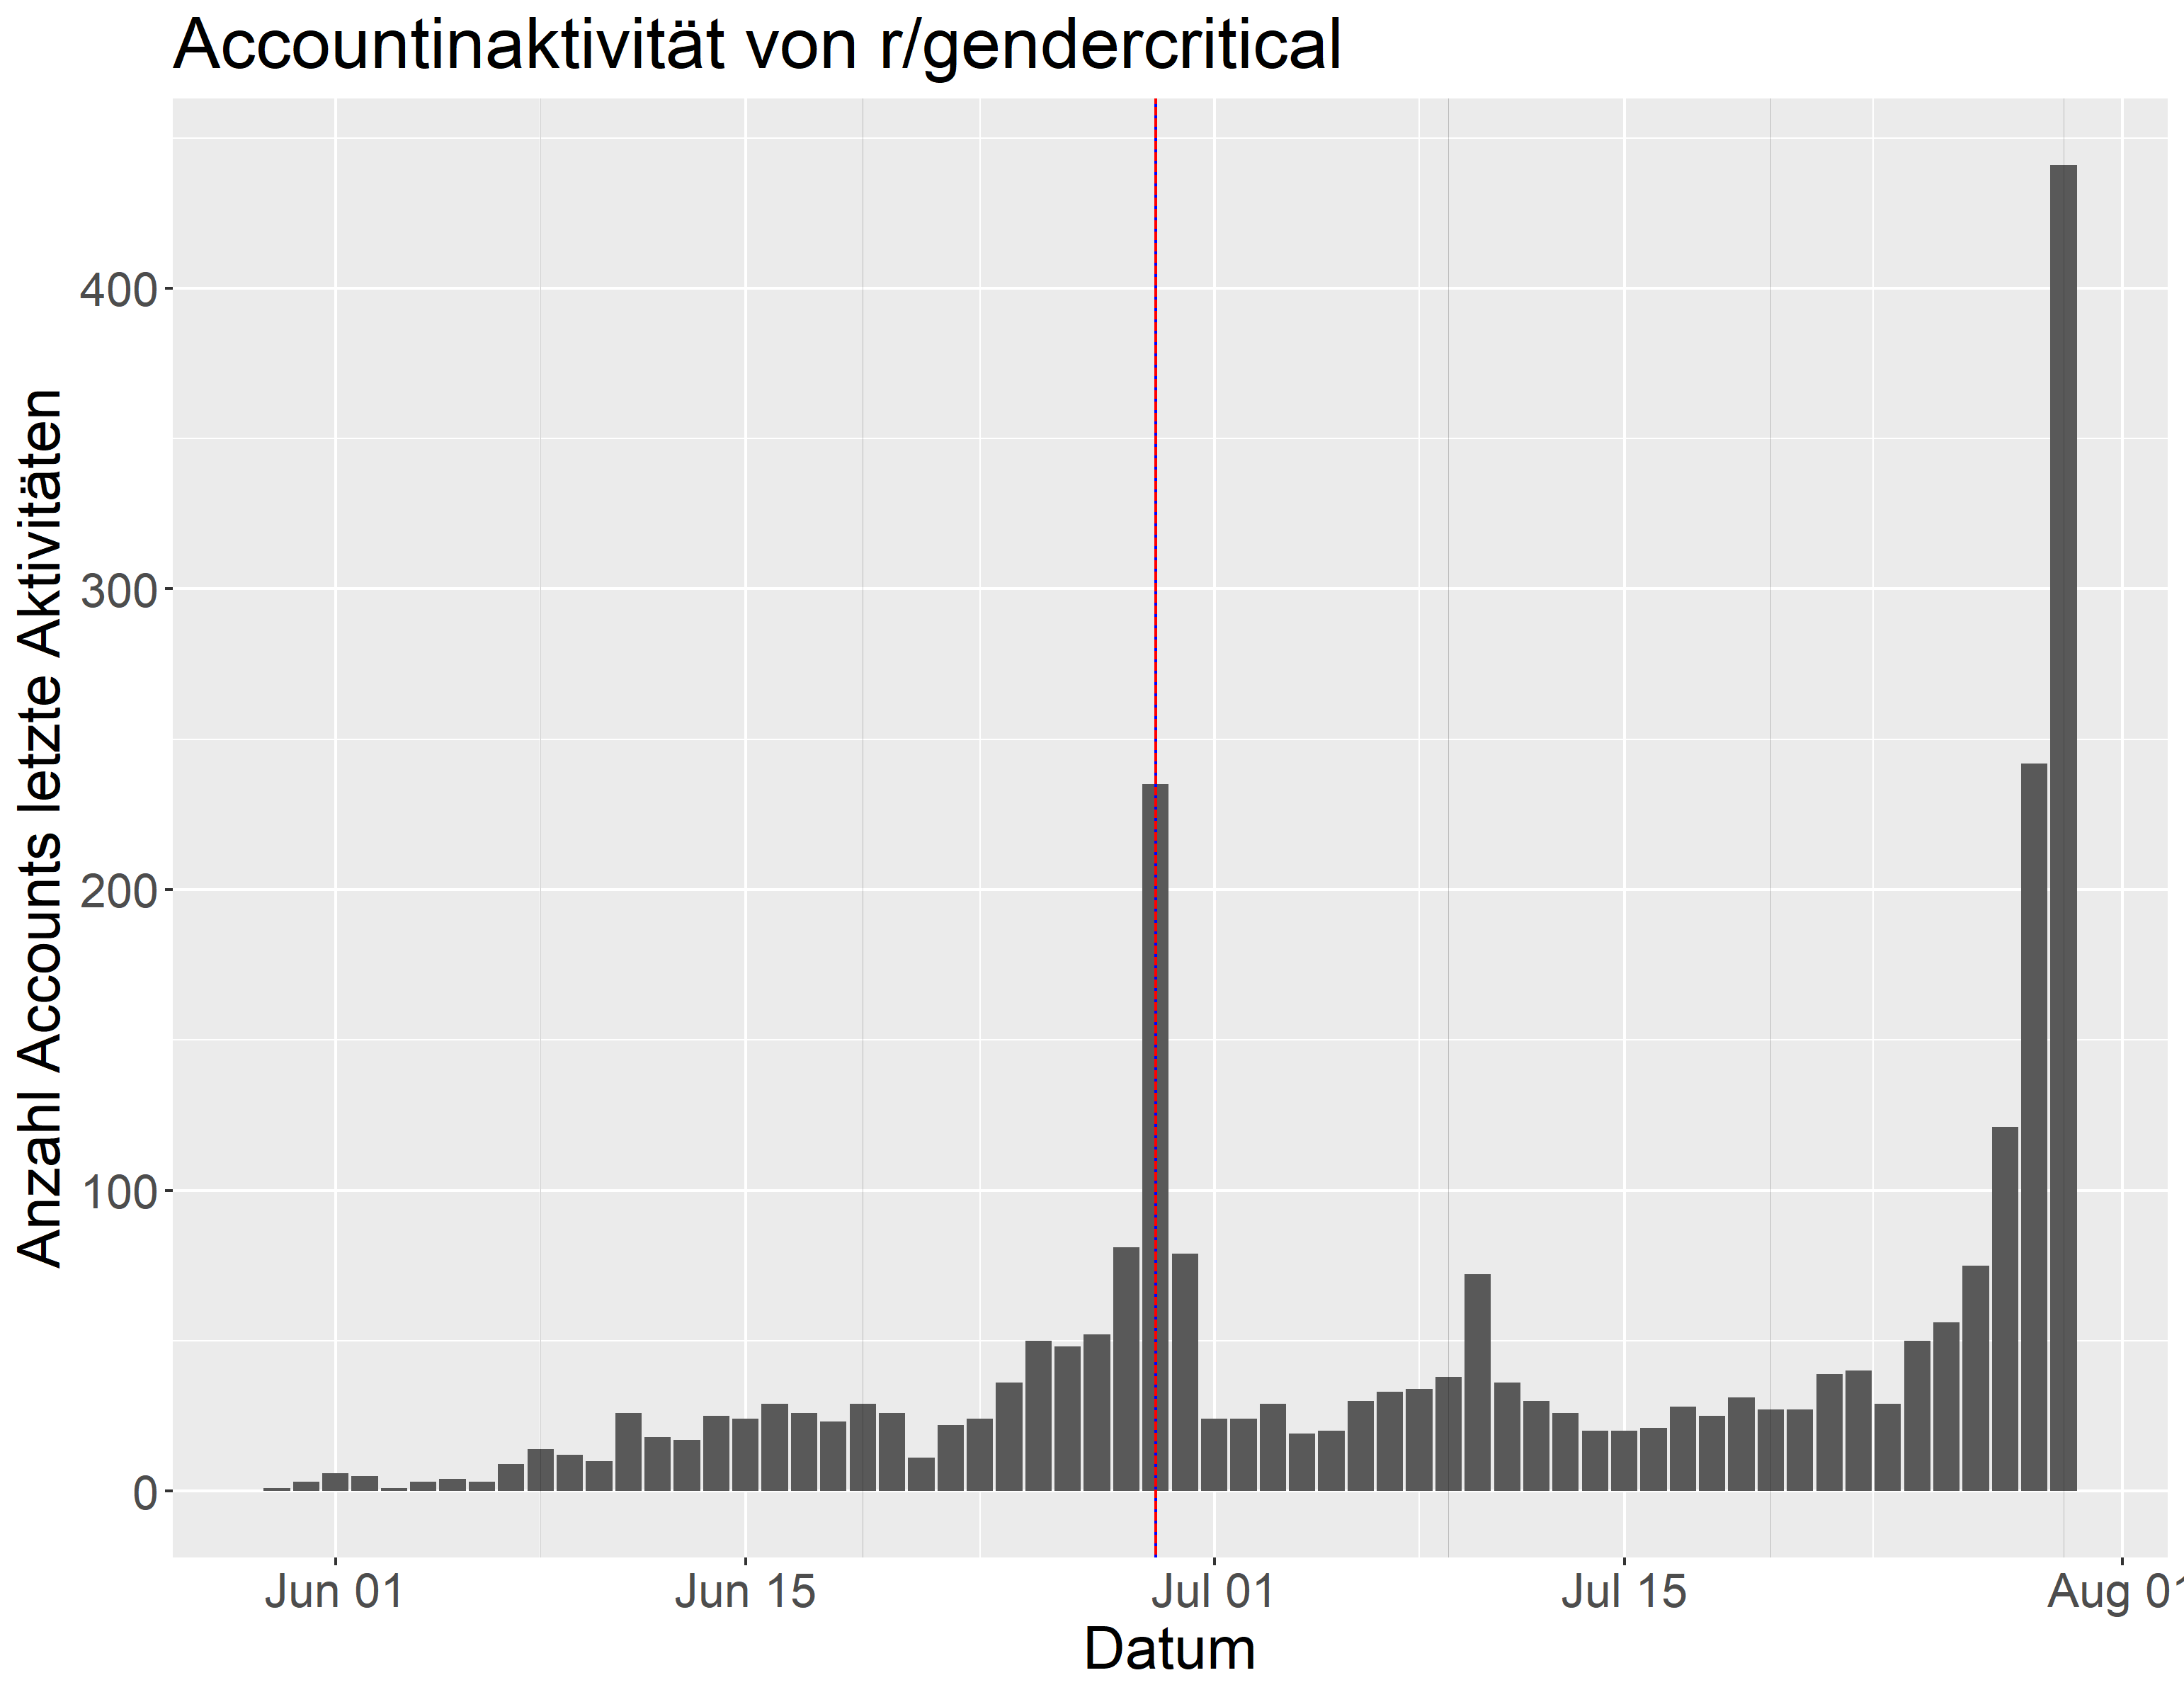 Accountinaktivität von r/gendercritical
Anzahl Accounts letzte Aktivitäten
400
300
200
100
0
Jun 01
Jun 15
Jul 01
Jul 15
Aug 01
Datum